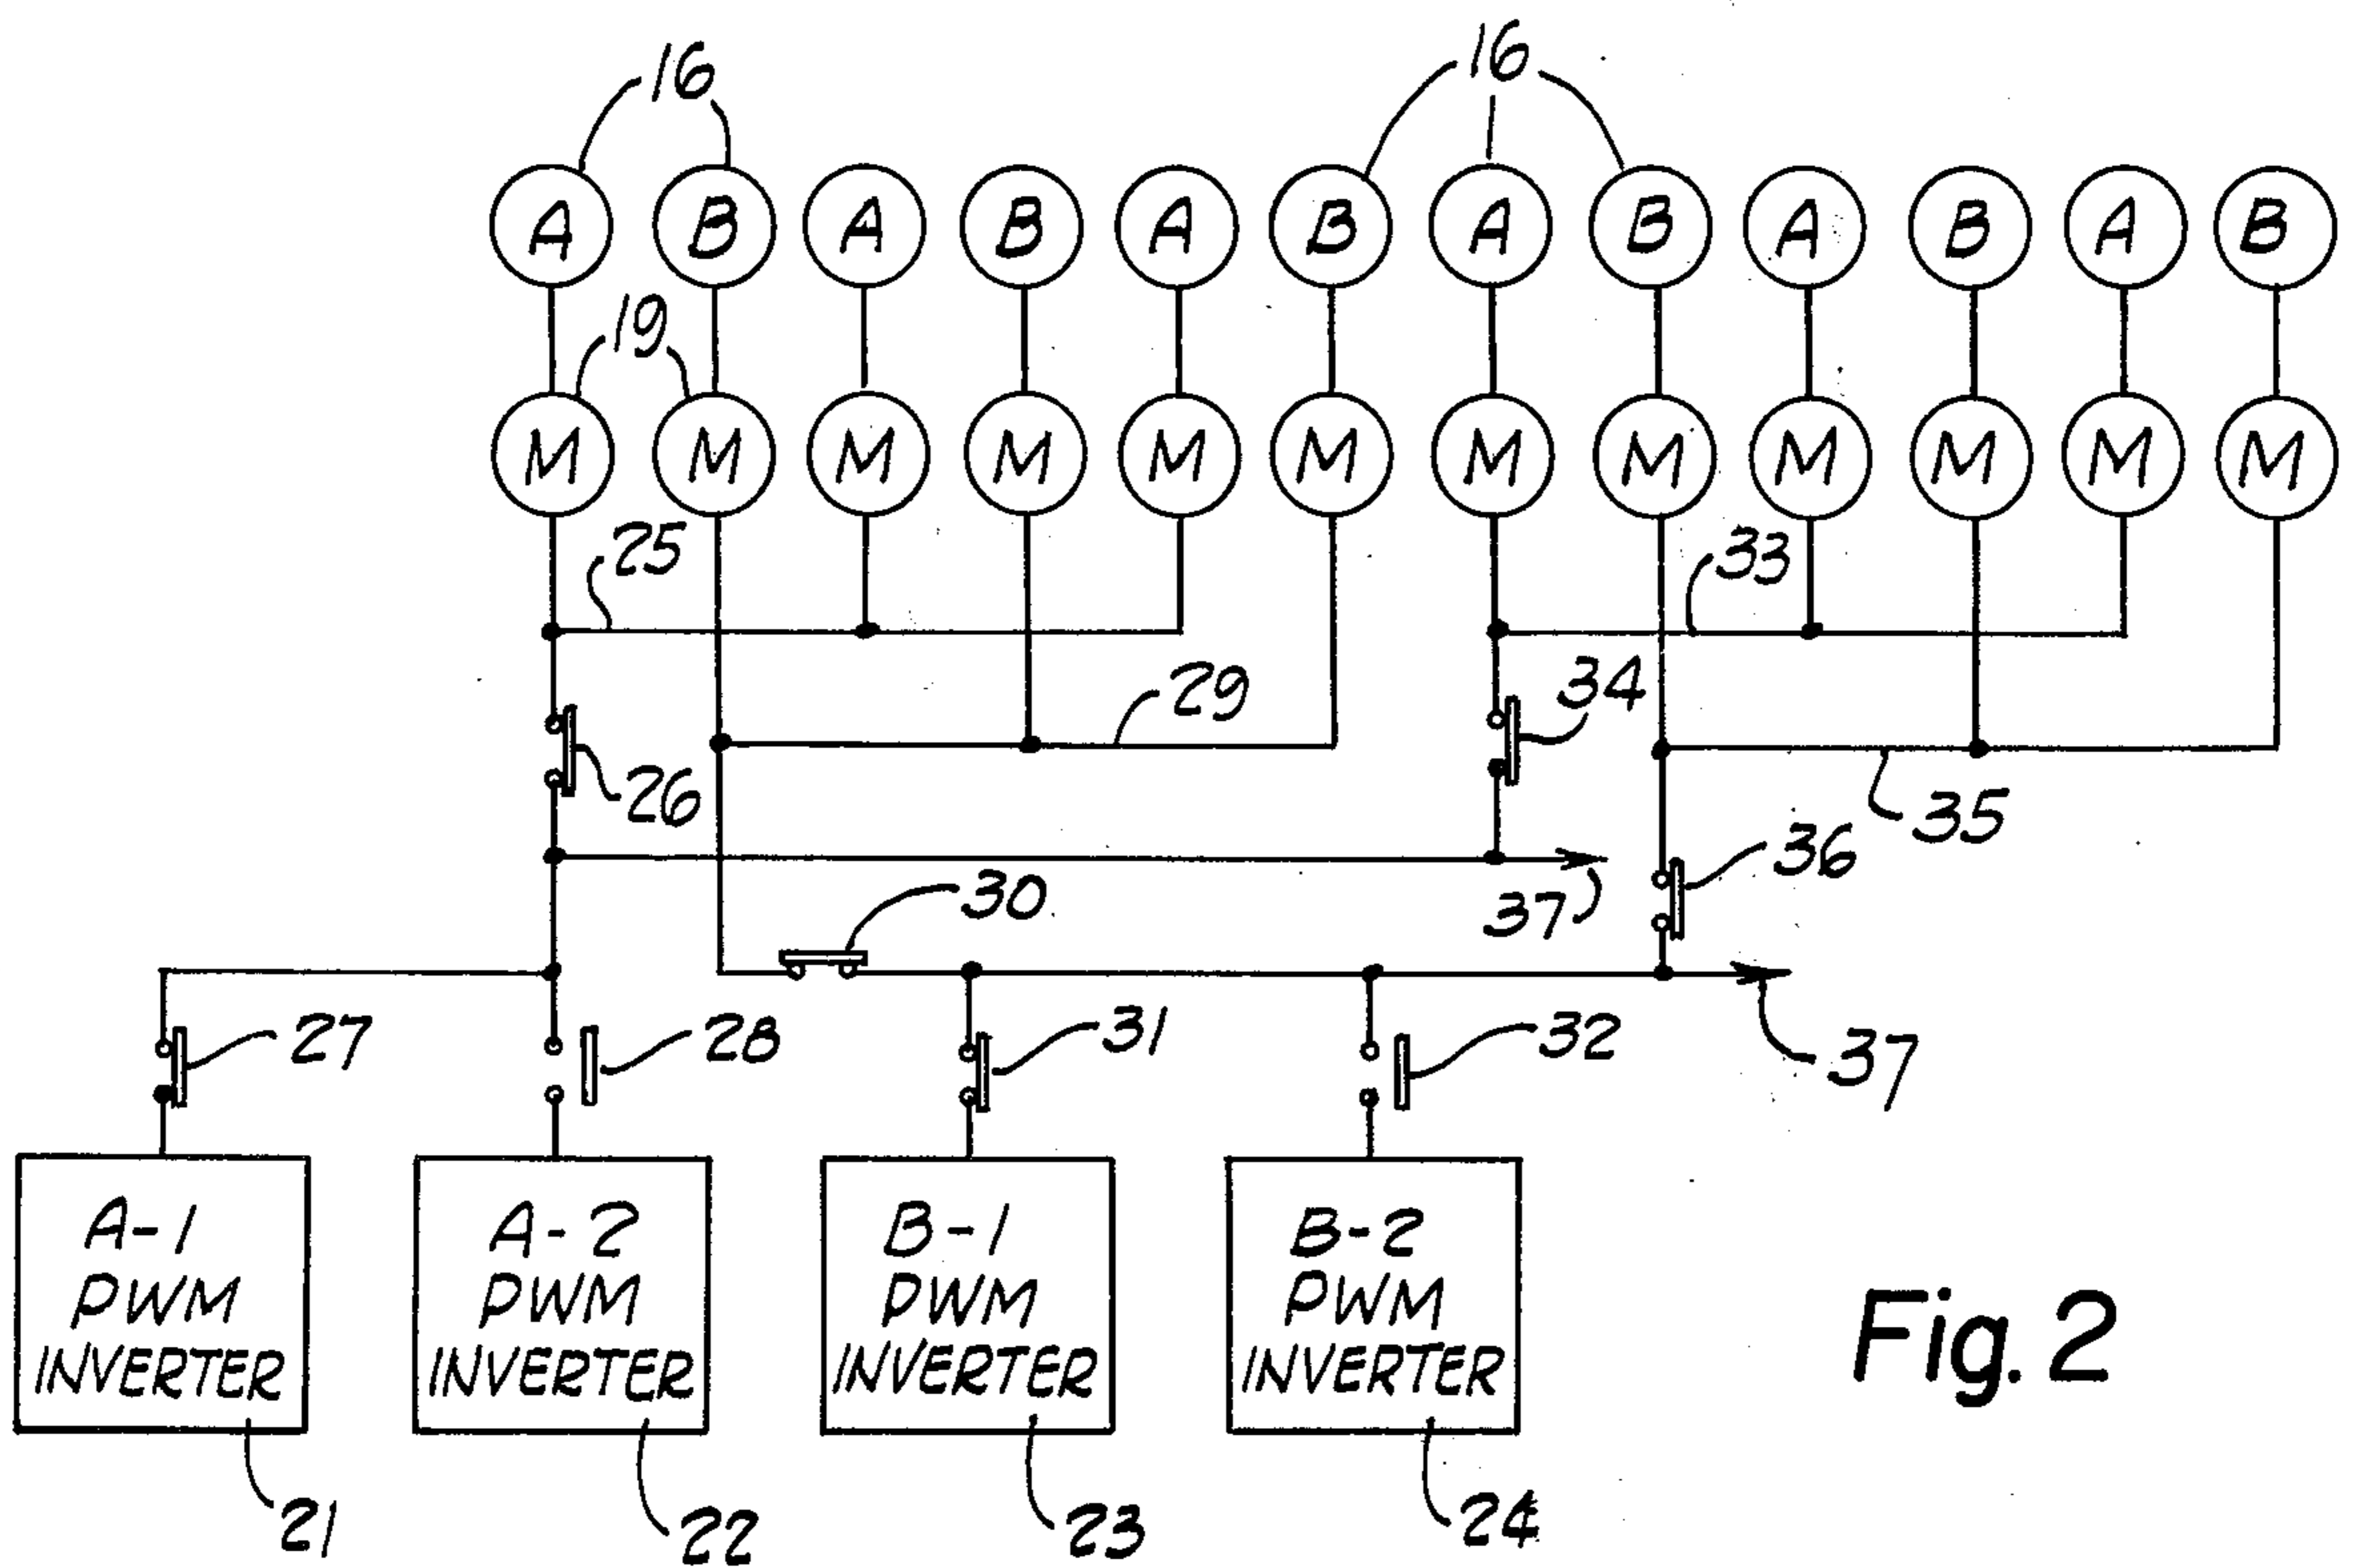 16 16
A B A B A B A B A B A B
19
M M M M M M M M M M M M
25 33
29 34
26 35
36
30 37
27 28 31 32 37
A-1 PWM INVERTER
A-2 PWM INVERTER
B-1 PWM INVERTER
B-2 PWM INVERTER
Fig. 2
21 22 23 24